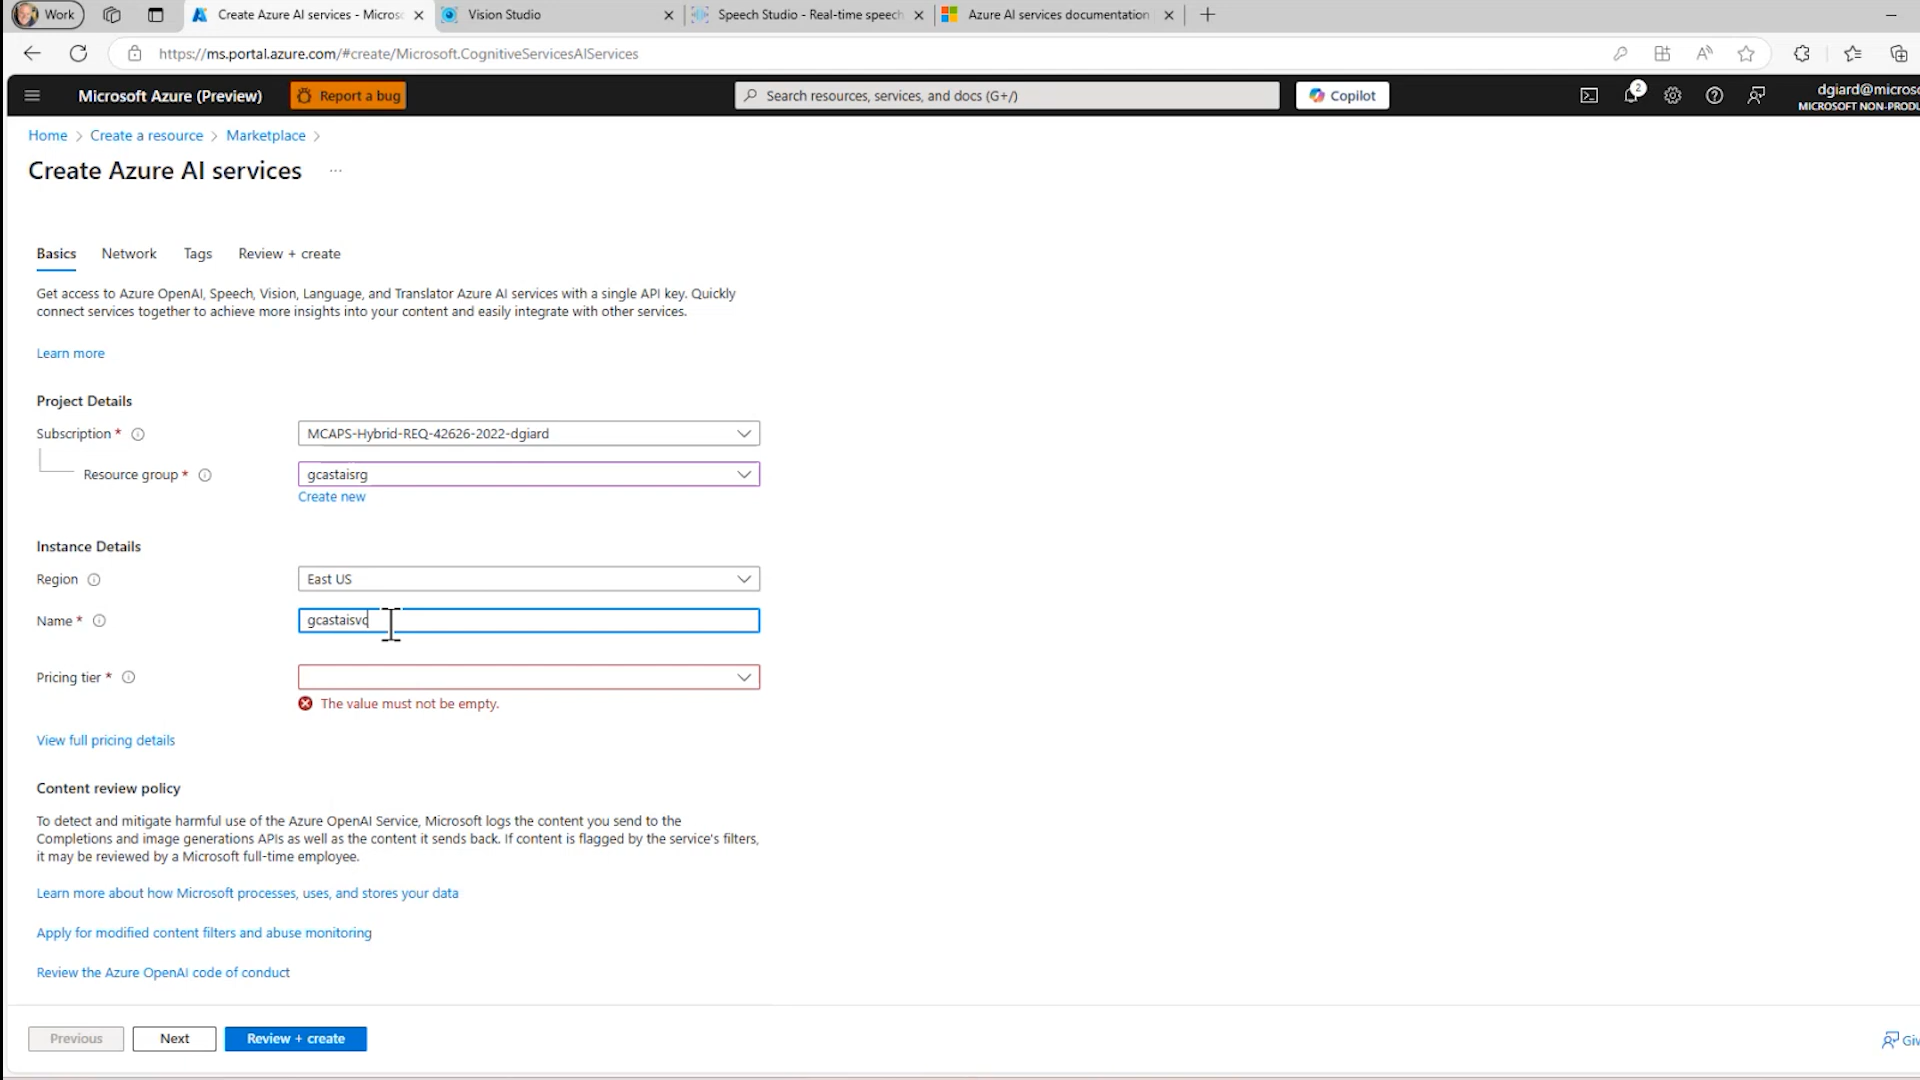 Work
Create Azure AI services - Micros
Vision Studio
Speech Studio - Real-time speech
Azure AI services documentation
https://ms.portal.azure.com/#create/Microsoft.CognitiveServicesAIServices
Microsoft Azure (Preview)
Report a bug
Search resources, services, and docs (G+/)
Copilot
2
dgiard@microso
MICROSOFT NON-PRODU
Home > Create a resource > Marketplace >
Create Azure AI services ...
Basics Network Tags Review + create
Get access to Azure OpenAI, Speech, Vision, Language, and Translator Azure AI services with a single API key. Quickly
connect services together to achieve more insights into your content and easily integrate with other services.
Learn more
Project Details
Subscription * MCAPS-Hybrid-REQ-42626-2022-dgiard
Resource group * gcastaisrg
Create new
Instance Details
Region East US
Name * gcastaisvc
Pricing tier *
The value must not be empty.
View full pricing details
Content review policy
To detect and mitigate harmful use of the Azure OpenAI Service, Microsoft logs the content you send to the
Completions and image generations APIs as well as the content it sends back. If content is flagged by the service's filters,
it may be reviewed by a Microsoft full-time employee.
Learn more about how Microsoft processes, uses, and stores your data
Apply for modified content filters and abuse monitoring
Review the Azure OpenAI code of conduct
Previous Next Review + create
Giv